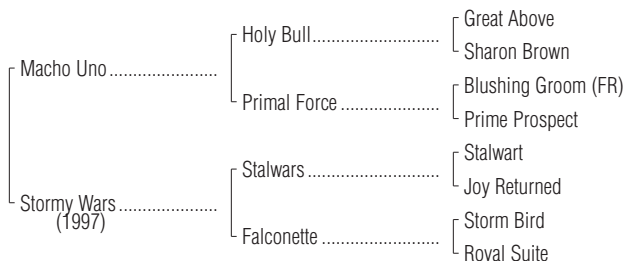 Great Above
Holy Bull................................
Sharon Brown
Macho Uno.......................
Blushing Groom (FR)
Primal Force.........................
Prime Prospect
Stalwart
Stalwars.................................
Joy Returned
Stormy Wars.....................
(1997)
Storm Bird
Falconette..............................
Royal Suite